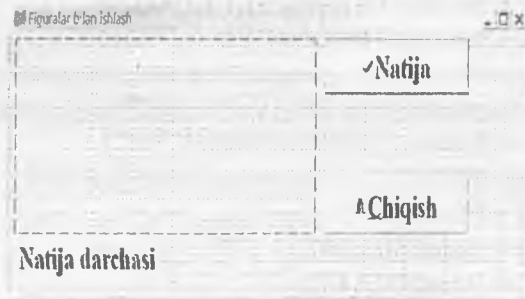 Figuralar bilan ishlash
Natija
Chiqish
Natija darchasi